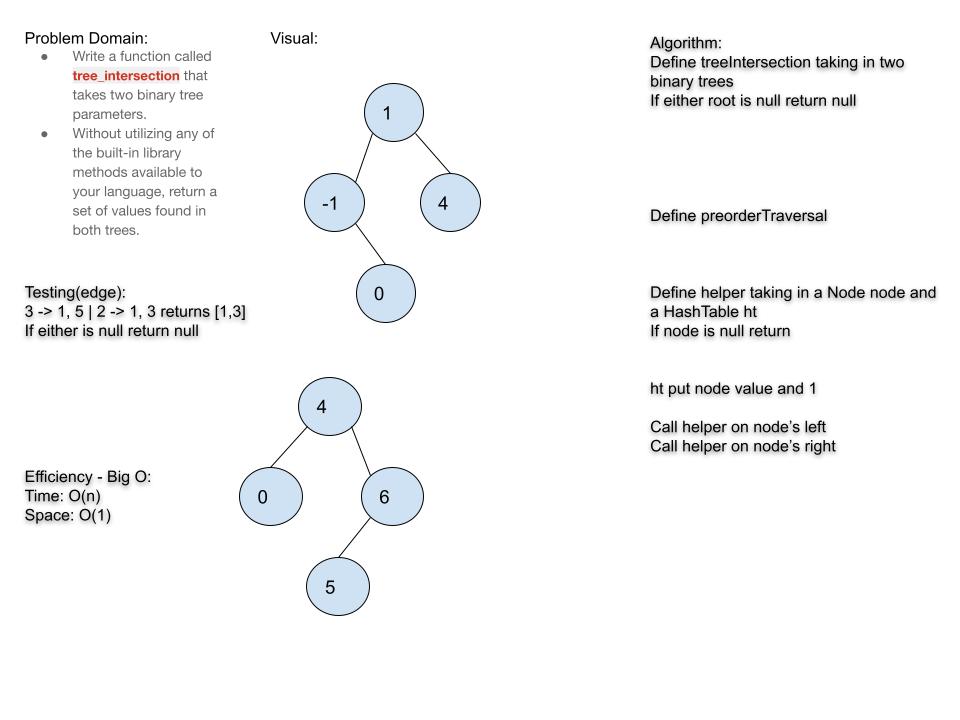 Problem Domain:
● Write a function called
tree_intersection that
takes two binary tree
parameters.
● Without utilizing any of
the built-in library
methods available to
your language, return a
set of values found in
both trees.
Testing(edge):
3 -> 1, 5 | 2 -> 1, 3 returns [1,3]
If either is null return null
Efficiency - Big O:
Time: O(n)
Space: O(1)
Visual:
1
-1
4
0
4
0
6
5
Algorithm:
Define treeIntersection taking in two
binary trees
If either root is null return null
Define preorderTraversal
Define helper taking in a Node node and
a HashTable ht
If node is null return
ht put node value and 1
Call helper on node’s left
Call helper on node’s right